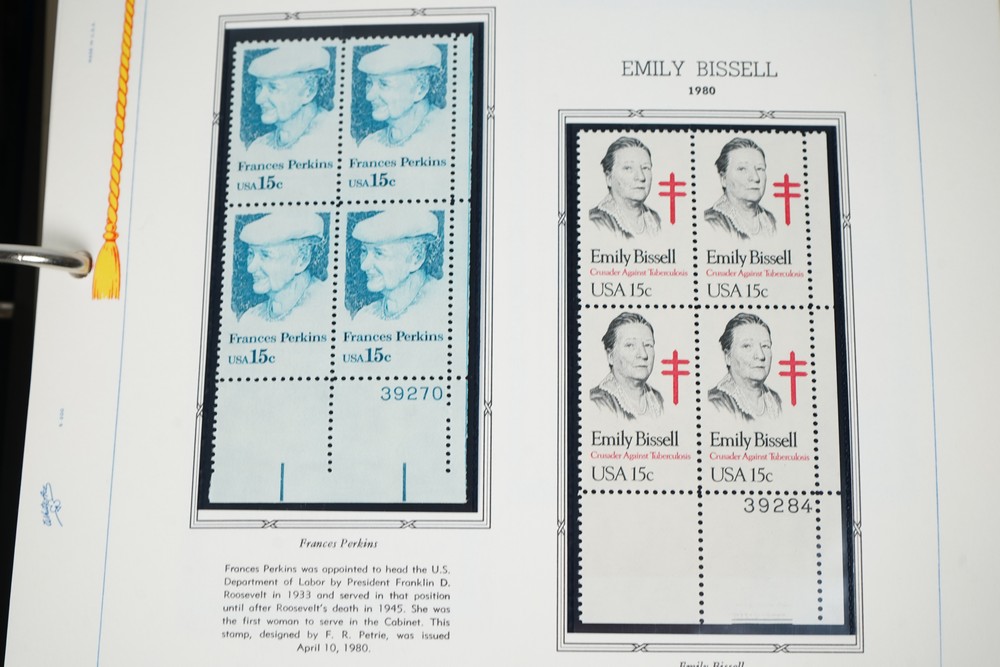 Frances Perkins
USA 15c
Frances Perkins
USA 15c
Frances Perkins
USA 15c
Frances Perkins
USA 15c
39270
Frances Perkins
Frances Perkins was appointed to head the U.S.
Department of Labor by President Franklin D.
Roosevelt in 1933 and served in that position
until after Roosevelt's death in 1945. She was
the first woman to serve in the Cabinet. This
stamp, designed by F. R. Petrie, was issued
April 10, 1980.
EMILY BISSELL
1980
Emily Bissell
Crusader Against Tuberculosis
USA 15c
Emily Bissell
Crusader Against Tuberculosis
USA 15c
Emily Bissell
Crusader Against Tuberculosis
USA 15c
Emily Bissell
Crusader Against Tuberculosis
USA 15c
39284
Emily Bissell